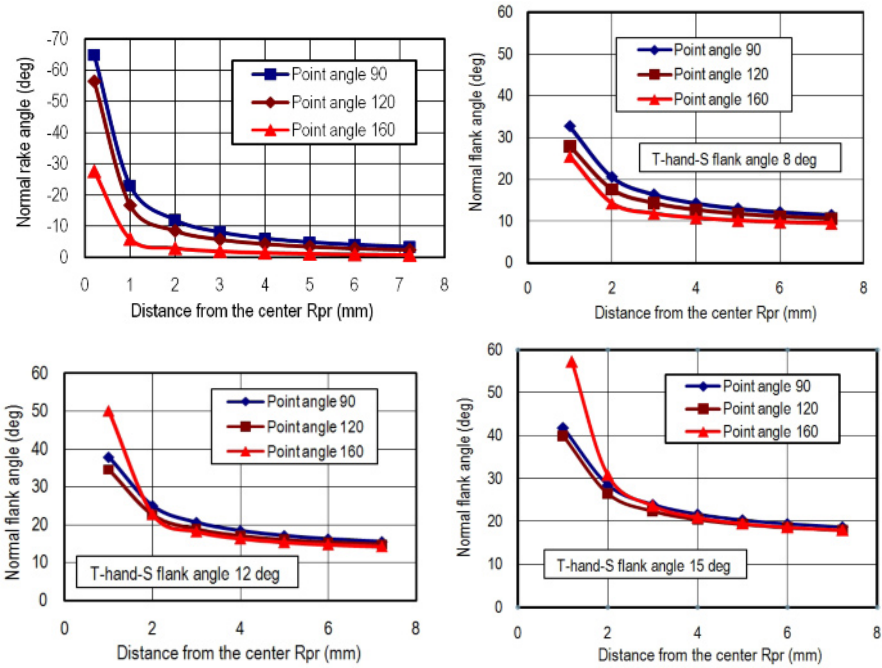 -70
-60
-50
-40
-30
-20
-10
0
Normal rake angle (deg)
Point angle 90
Point angle 120
Point angle 160
0 1 2 3 4 5 6 7 8
Distance from the center Rpr (mm)
60
50
40
30
20
10
0
Normal flank angle (deg)
Point angle 90
Point angle 120
Point angle 160
T-hand-S flank angle 8 deg
0 2 4 6 8
Distance from the center Rpr (mm)
60
50
40
30
20
10
0
Normal flank angle (deg)
Point angle 90
Point angle 120
Point angle 160
T-hand-S flank angle 12 deg
0 2 4 6 8
Distance from the center Rpr (mm)
60
50
40
30
20
10
0
Normal flank angle (deg)
Point angle 90
Point angle 120
Point angle 160
T-hand-S flank angle 15 deg
0 2 4 6 8
Distance from the center Rpr (mm)